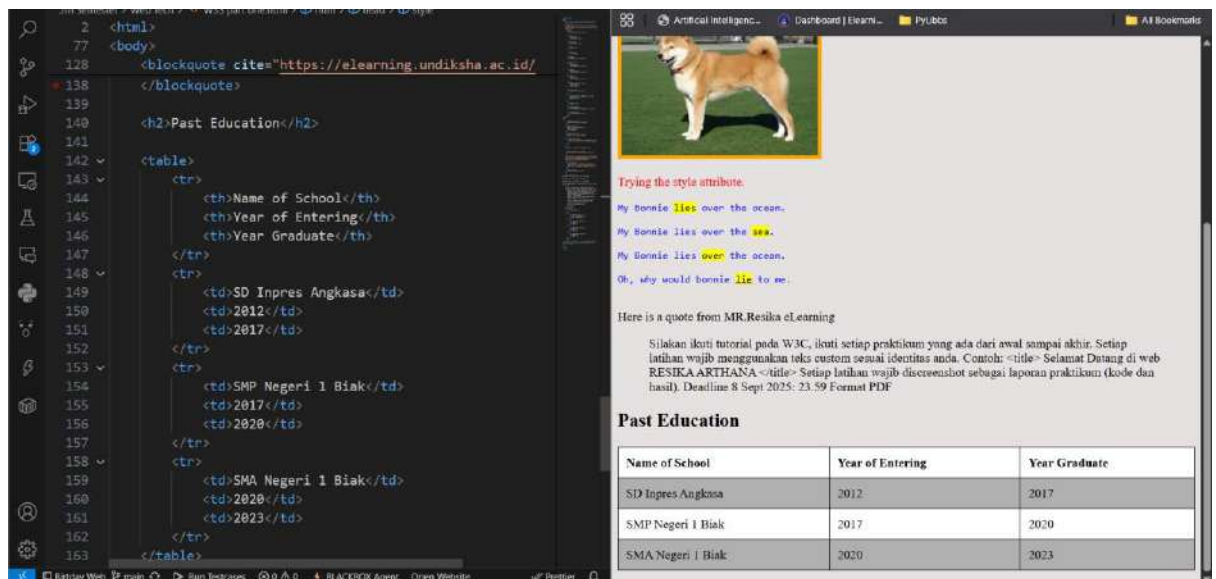 2 <html>
77 <body>
128 <blockquote cite="https://elearning.undiksha.ac.id/
138 </blockquote>
139
140 <h2>Past Education</h2>
141
142 <table>
143 <tr>
144 <th>Name of School</th>
145 <th>Year of Entering</th>
146 <th>Year Graduate</th>
147 </tr>
148 <tr>
149 <td>SD Inpres Angkasa</td>
150 <td>2012</td>
151 <td>2017</td>
152 </tr>
153 <tr>
154 <td>SMP Negeri 1 Biak</td>
155 <td>2017</td>
156 <td>2020</td>
157 </tr>
158 <tr>
159 <td>SMA Negeri 1 Biak</td>
160 <td>2020</td>
161 <td>2023</td>
162 </tr>
163 </table>
main Run Testcases 0 0 BLACKBOX Agent Open Website Prettier
Artifical Intelligenc... Dashboard | Elearni... PyUbbs All Bookmarks
Trying the style attribute.
My Bonnie lies over the ocean.
My Bonnie lies over the sea.
My Bonnie lies over the ocean.
Oh, why would bonnie lie to me.
Here is a quote from MR.Resika eLearning
Silakan ikuti tutorial pada W3C, ikuti setiap praktikum yang ada dari awal sampai akhir. Setiap
latihan wajib menggunakan teks custom sesuai identitas anda. Contoh: <title> Selamat Datang di web
RESIKA ARTHANA </title> Setiap latihan wajib discreenshot sebagai laporan praktikum (kode dan
hasil). Deadline 8 Sept 2025: 23.59 Format PDF
Past Education
Name of School Year of Entering Year Graduate
SD Inpres Angkasa 2012 2017
SMP Negeri 1 Biak 2017 2020
SMA Negeri 1 Biak 2020 2023